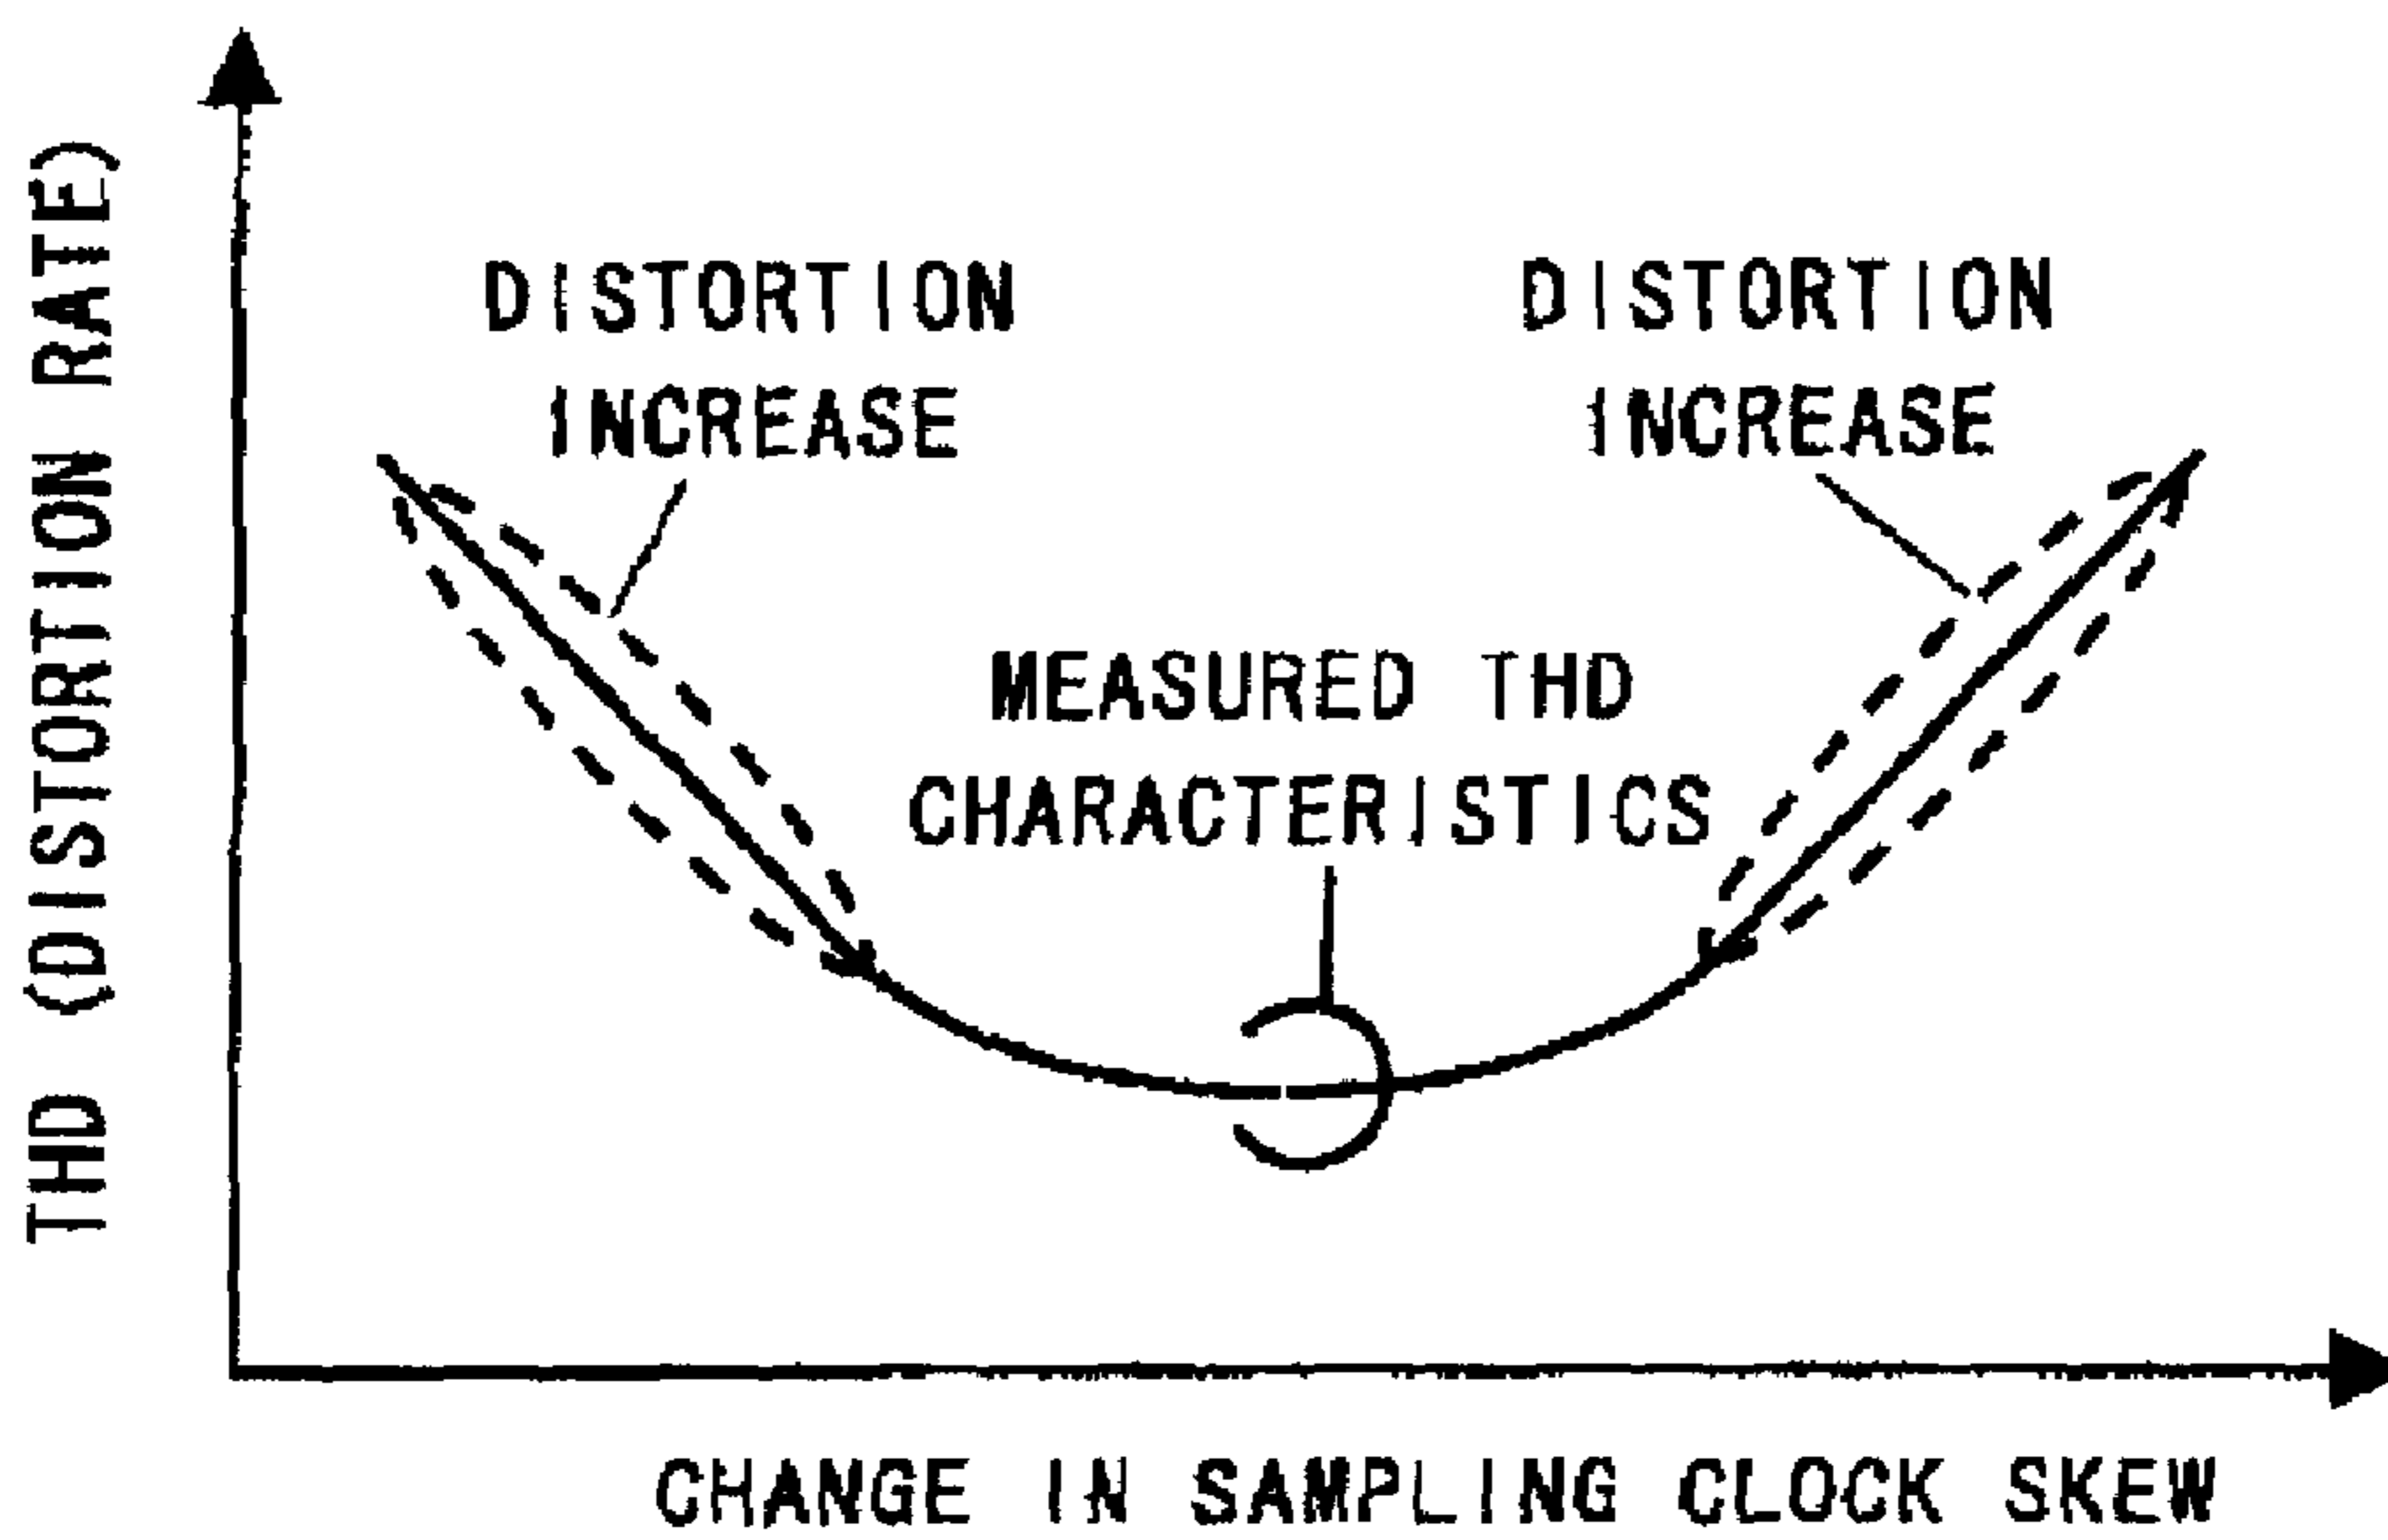 THD (DISTORTION RATE)
DISTORTION
INCREASE
DISTORTION
INCREASE
MEASURED THD
CHARACTERISTICS
CHANGE IN SAMPLING CLOCK SKEW